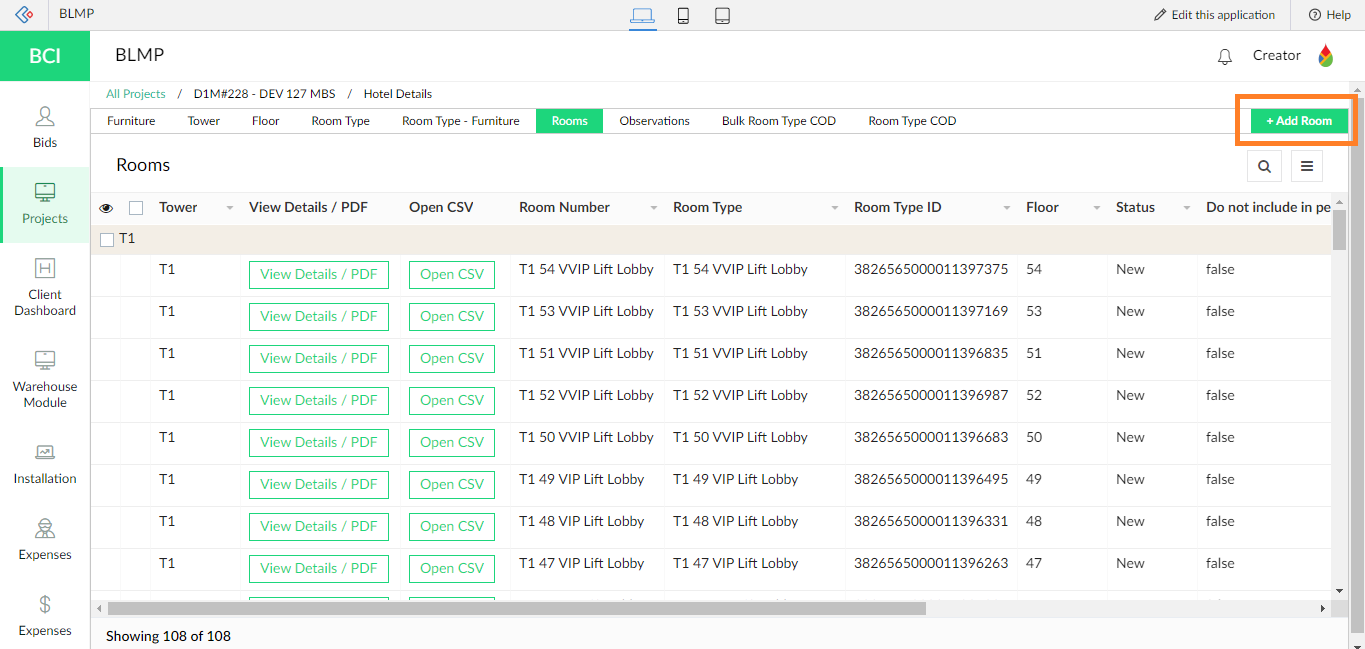 BLMP
Edit this application
Help
BCI
BLMP
Creator
All Projects / D1M#228 - DEV 127 MBS / Hotel Details
Furniture Tower Floor Room Type Room Type - Furniture Rooms Observations Bulk Room Type COD Room Type COD + Add Room
Bids
Projects
Client
Dashboard
Warehouse
Module
Installation
Expenses
Expenses
Rooms
Tower View Details / PDF Open CSV Room Number Room Type Room Type ID Floor Status Do not include in pe
T1
T1 View Details / PDF Open CSV T1 54 VVIP Lift Lobby T1 54 VVIP Lift Lobby 3826565000011397375 54 New false
T1 View Details / PDF Open CSV T1 53 VVIP Lift Lobby T1 53 VVIP Lift Lobby 3826565000011397169 53 New false
T1 View Details / PDF Open CSV T1 51 VVIP Lift Lobby T1 51 VVIP Lift Lobby 3826565000011396835 51 New false
T1 View Details / PDF Open CSV T1 52 VVIP Lift Lobby T1 52 VVIP Lift Lobby 3826565000011396987 52 New false
T1 View Details / PDF Open CSV T1 50 VVIP Lift Lobby T1 50 VVIP Lift Lobby 3826565000011396683 50 New false
T1 View Details / PDF Open CSV T1 49 VIP Lift Lobby T1 49 VIP Lift Lobby 3826565000011396495 49 New false
T1 View Details / PDF Open CSV T1 48 VIP Lift Lobby T1 48 VIP Lift Lobby 3826565000011396331 48 New false
T1 View Details / PDF Open CSV T1 47 VIP Lift Lobby T1 47 VIP Lift Lobby 3826565000011396263 47 New false
Showing 108 of 108